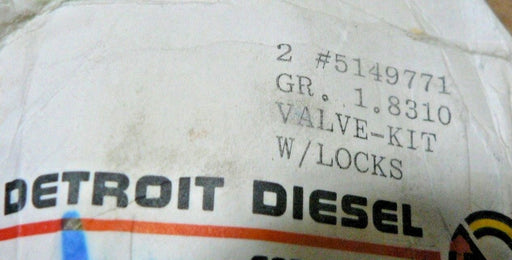 2 #5149771
GR. 1.8310
VALVE-KIT
W/LOCKS
DETROIT DIESEL